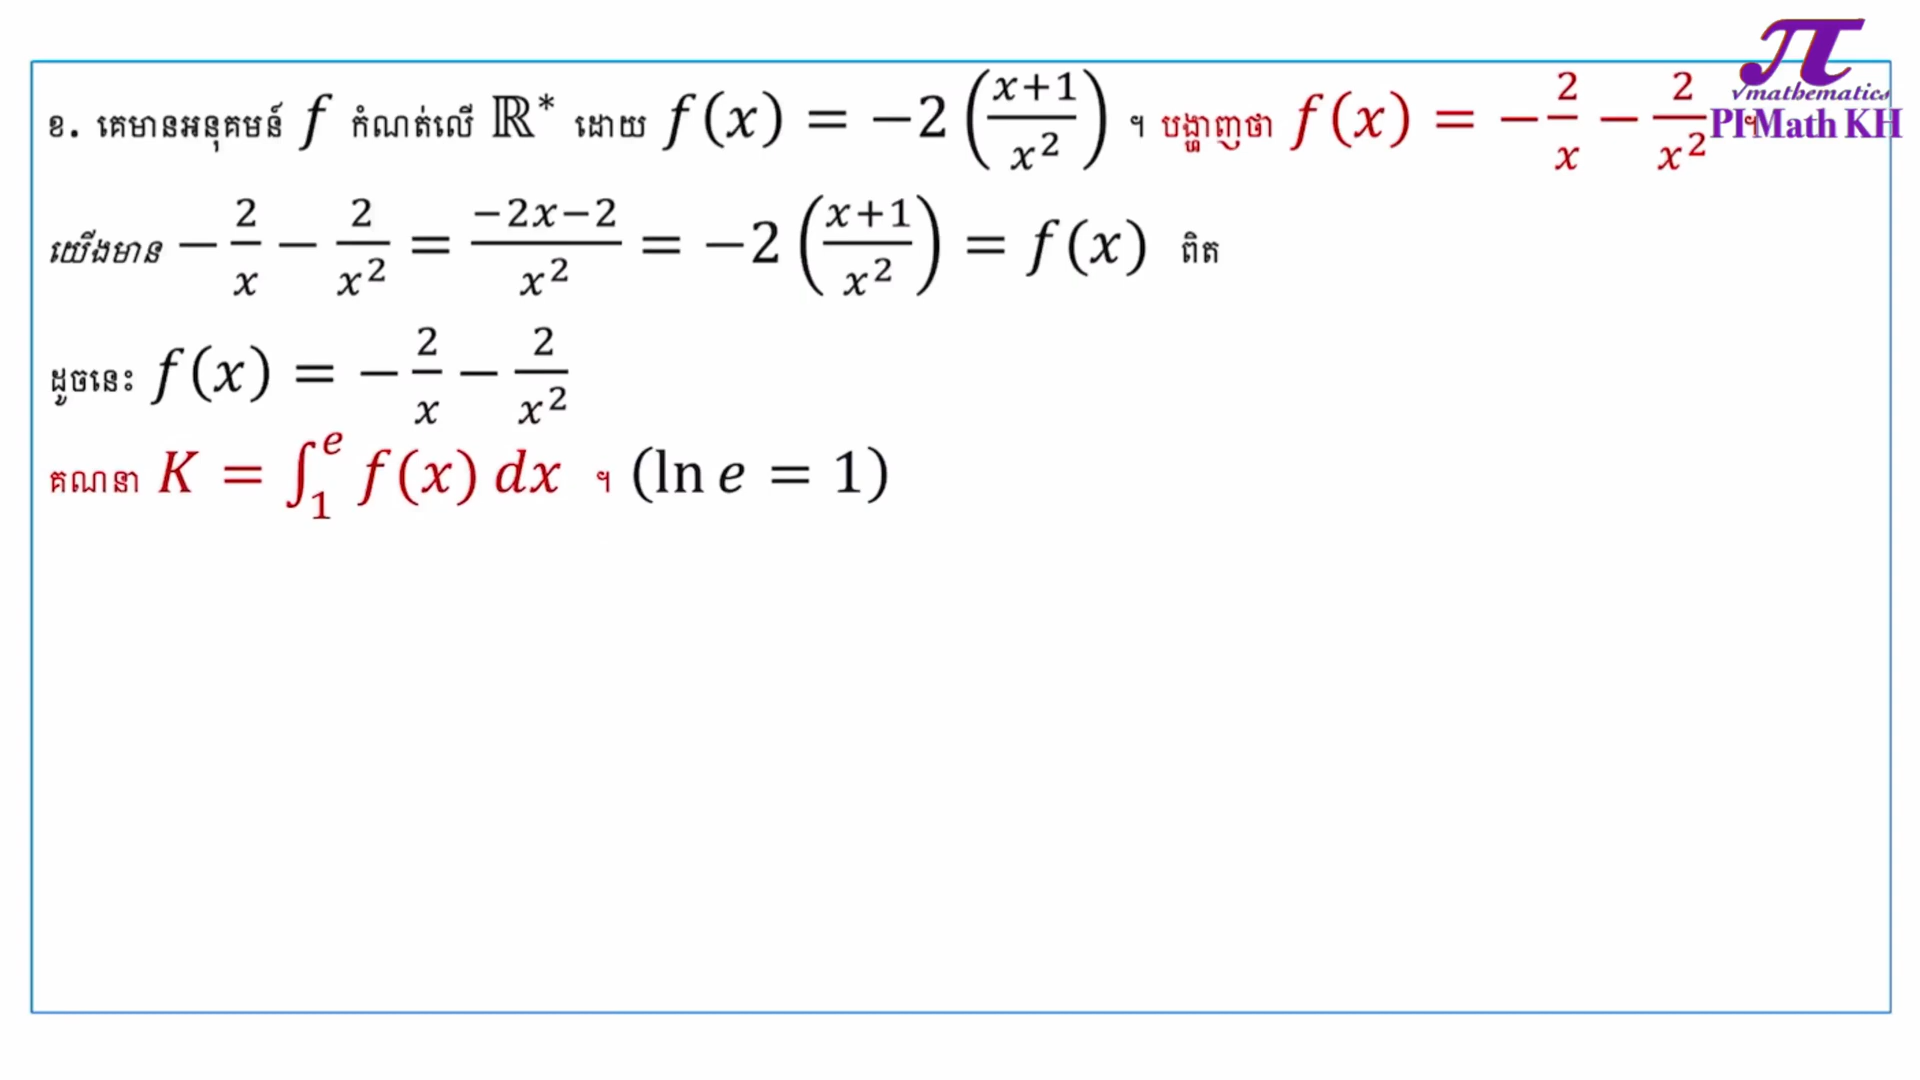 ខ. គេមានអនុគមន៍ f កំណត់លើ ℝ* ដោយ f(x) = −2((x+1)/x²) ។ បង្ហាញថា f(x) = −2/x − 2/x² ។
√mathematics
PI Math KH
យើងមាន −2/x − 2/x² = (−2x−2)/x² = −2((x+1)/x²) = f(x) ពិត
ដូចនេះ f(x) = −2/x − 2/x²
គណនា K = ∫₁ᵉ f(x) dx ។ (ln e = 1)